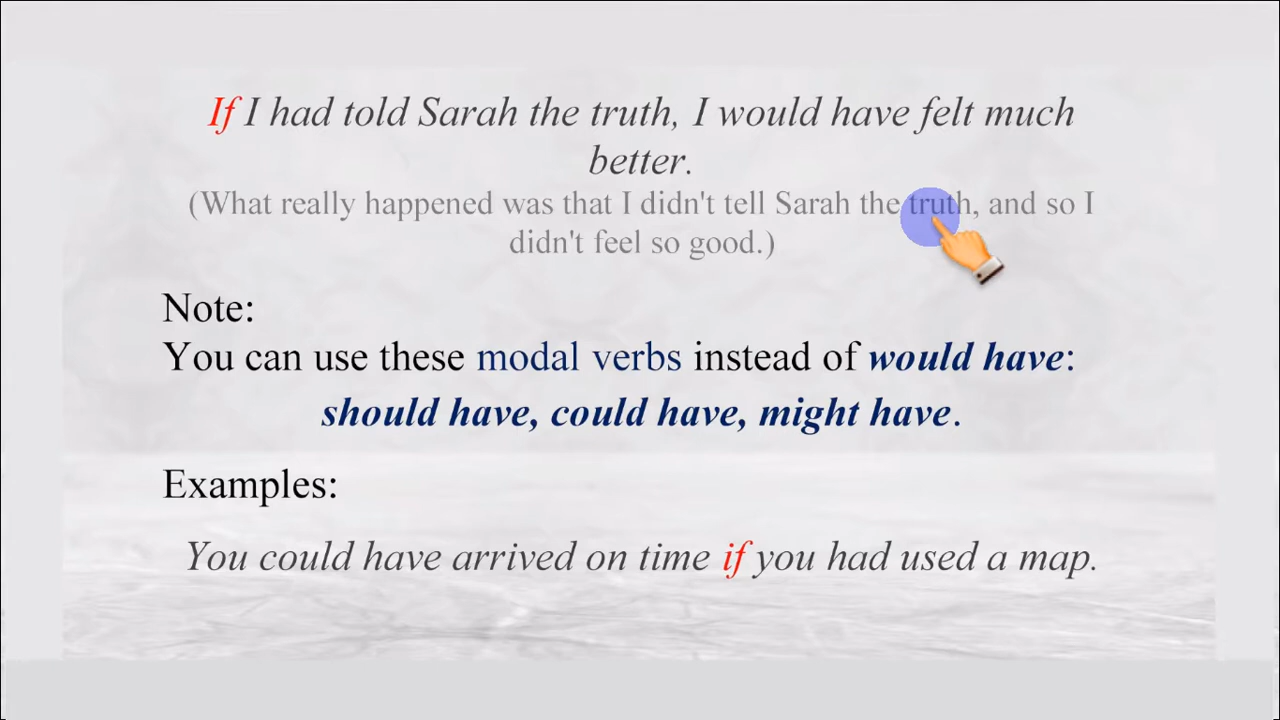 If I had told Sarah the truth, I would have felt much
better.
(What really happened was that I didn't tell Sarah the truth, and so I
didn't feel so good.)
Note:
You can use these modal verbs instead of would have:
should have, could have, might have.
Examples:
You could have arrived on time if you had used a map.